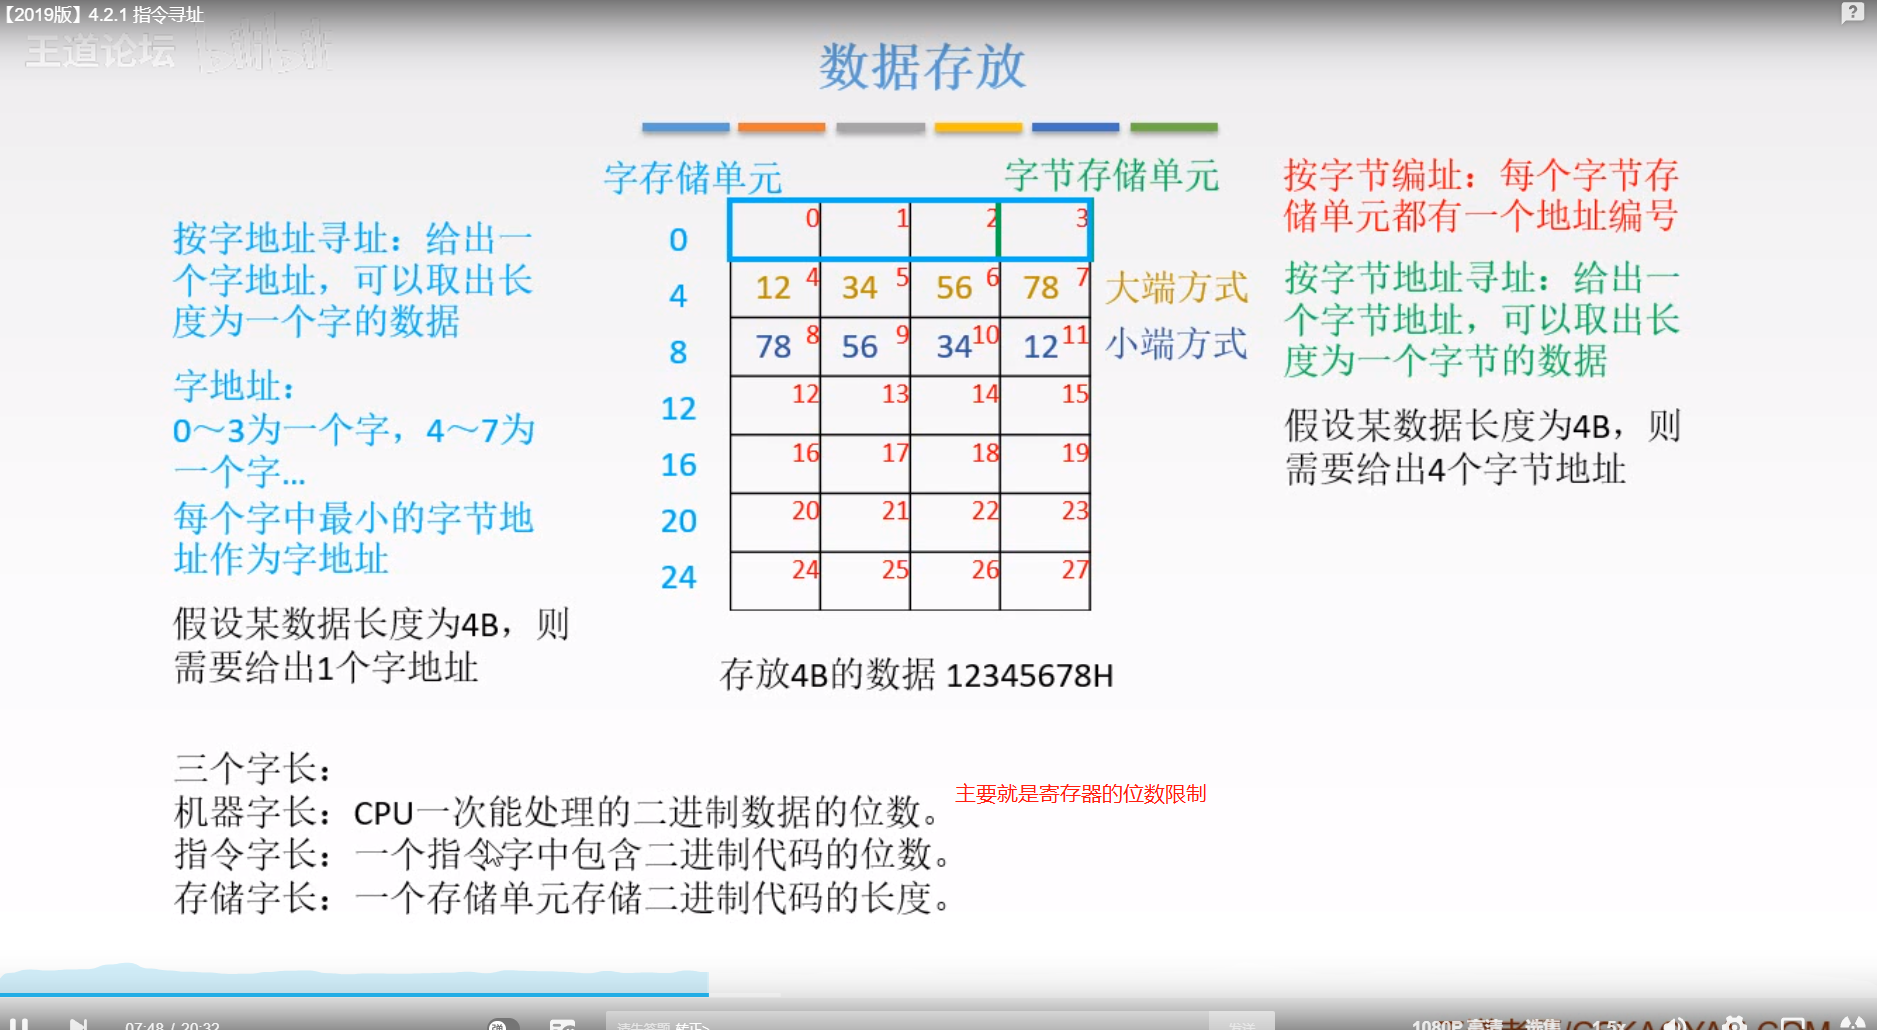 【2019版】4.2.1 指令寻址
王道论坛 bilibili
数据存放
字存储单元
字节存储单元
按字地址寻址：给出一
个字地址，可以取出长
度为一个字的数据
字地址：
0～3为一个字，4～7为
一个字...
每个字中最小的字节地
址作为字地址
假设某数据长度为4B，则
需要给出1个字地址
0 0 1 2 3
4 12 4 34 5 56 6 78 7 大端方式
8 78 8 56 9 34 10 12 11 小端方式
12 12 13 14 15
16 16 17 18 19
20 20 21 22 23
24 24 25 26 27
存放4B的数据 12345678H
按字节编址：每个字节存
储单元都有一个地址编号
按字节地址寻址：给出一
个字节地址，可以取出长
度为一个字节的数据
假设某数据长度为4B，则
需要给出4个字节地址
三个字长：
机器字长：CPU一次能处理的二进制数据的位数。
主要就是寄存器的位数限制
指令字长：一个指令字中包含二进制代码的位数。
存储字长：一个存储单元存储二进制代码的长度。
07:48 / 20:32
1080P 高清 选集 1.5x